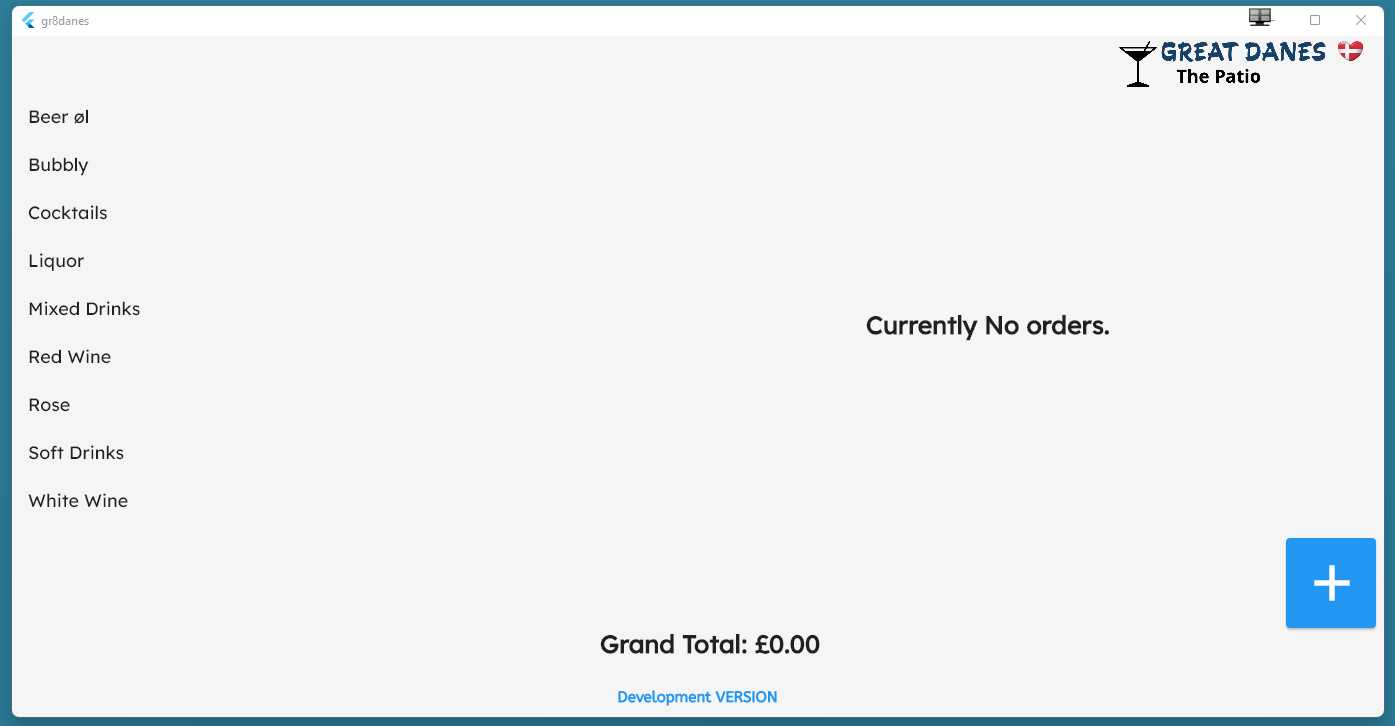 gr8danes
GREAT DANES
The Patio
Beer øl
Bubbly
Cocktails
Liquor
Mixed Drinks
Red Wine
Rose
Soft Drinks
White Wine
Currently No orders.
Grand Total: £0.00
Development VERSION